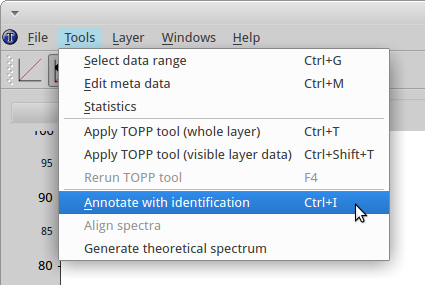 File Tools Layer Windows Help
Select data range Ctrl+G
Edit meta data Ctrl+M
Statistics
Apply TOPP tool (whole layer) Ctrl+T
Apply TOPP tool (visible layer data) Ctrl+Shift+T
Rerun TOPP tool F4
Annotate with identification Ctrl+I
Align spectra
Generate theoretical spectrum
100
95
90
85
80